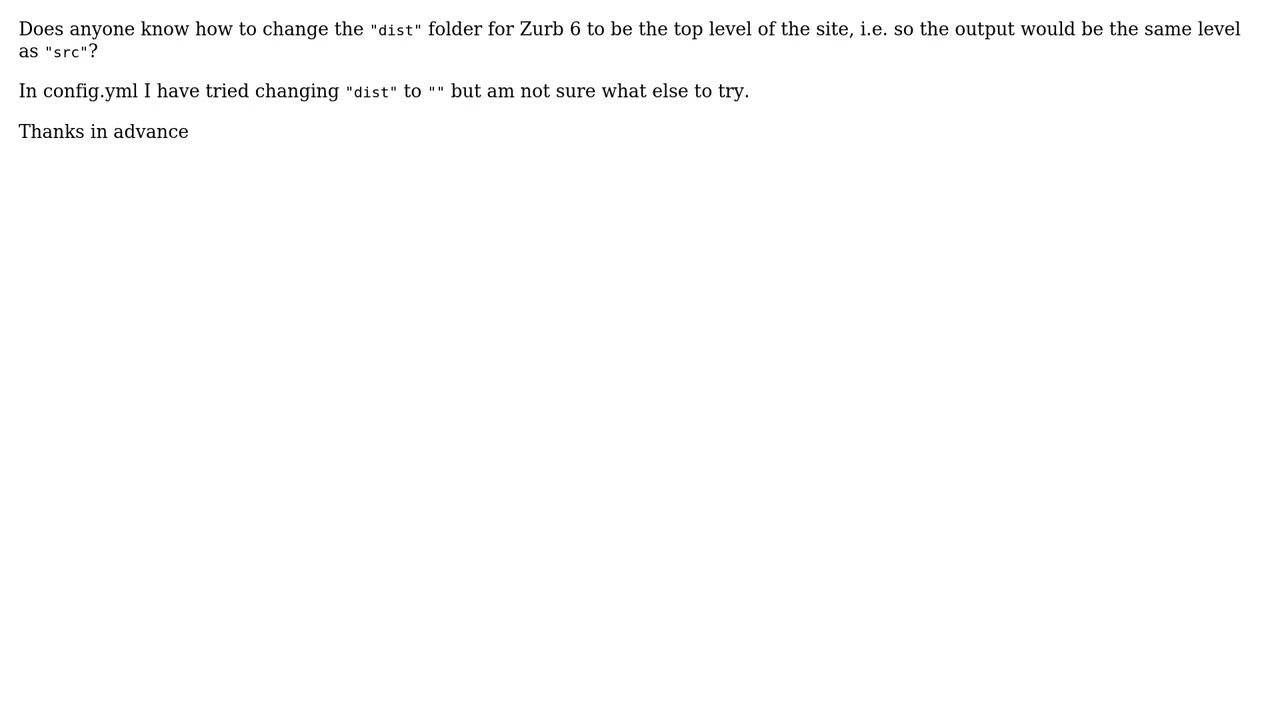 Does anyone know how to change the "dist" folder for Zurb 6 to be the top level of the site, i.e. so the output would be the same level
as "src"?
In config.yml I have tried changing "dist" to "" but am not sure what else to try.
Thanks in advance